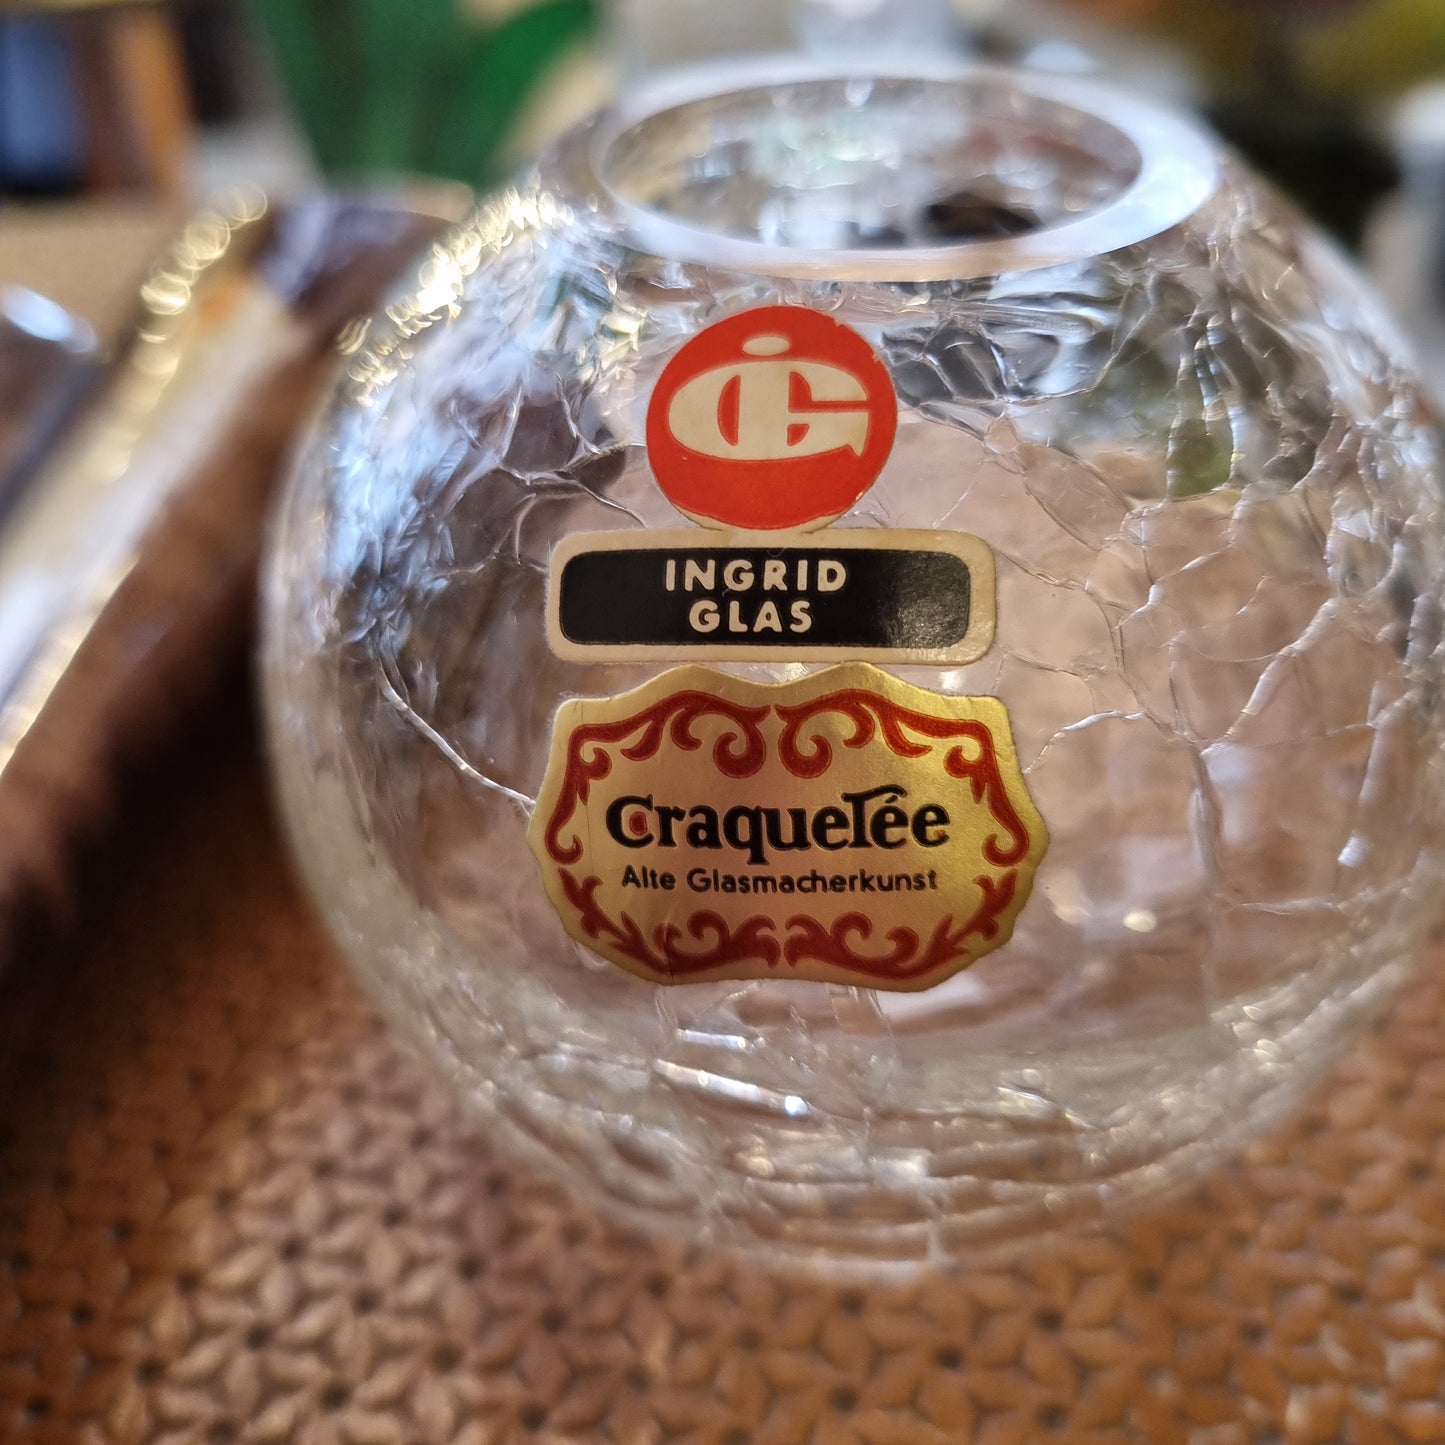 iG
INGRID
GLAS
Craquelée
Alte Glasmacherkunst